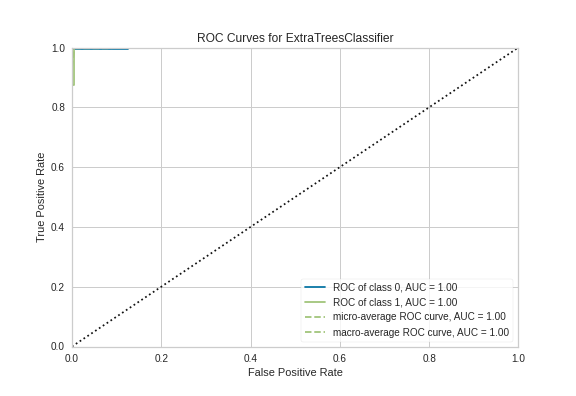 ROC Curves for ExtraTreesClassifier
1.0
0.8
0.6
0.4
0.2
0.0
True Positive Rate
ROC of class 0, AUC = 1.00
ROC of class 1, AUC = 1.00
micro-average ROC curve, AUC = 1.00
macro-average ROC curve, AUC = 1.00
0.0 0.2 0.4 0.6 0.8 1.0
False Positive Rate